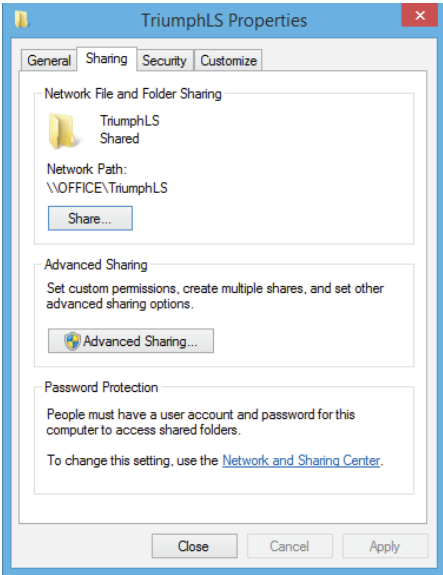 TriumphLS Properties
General Sharing Security Customize
Network File and Folder Sharing
TriumphLS
Shared
Network Path:
\\OFFICE\TriumphLS
Share...
Advanced Sharing
Set custom permissions, create multiple shares, and set other
advanced sharing options.
Advanced Sharing...
Password Protection
People must have a user account and password for this
computer to access shared folders.
To change this setting, use the Network and Sharing Center.
Close Cancel Apply